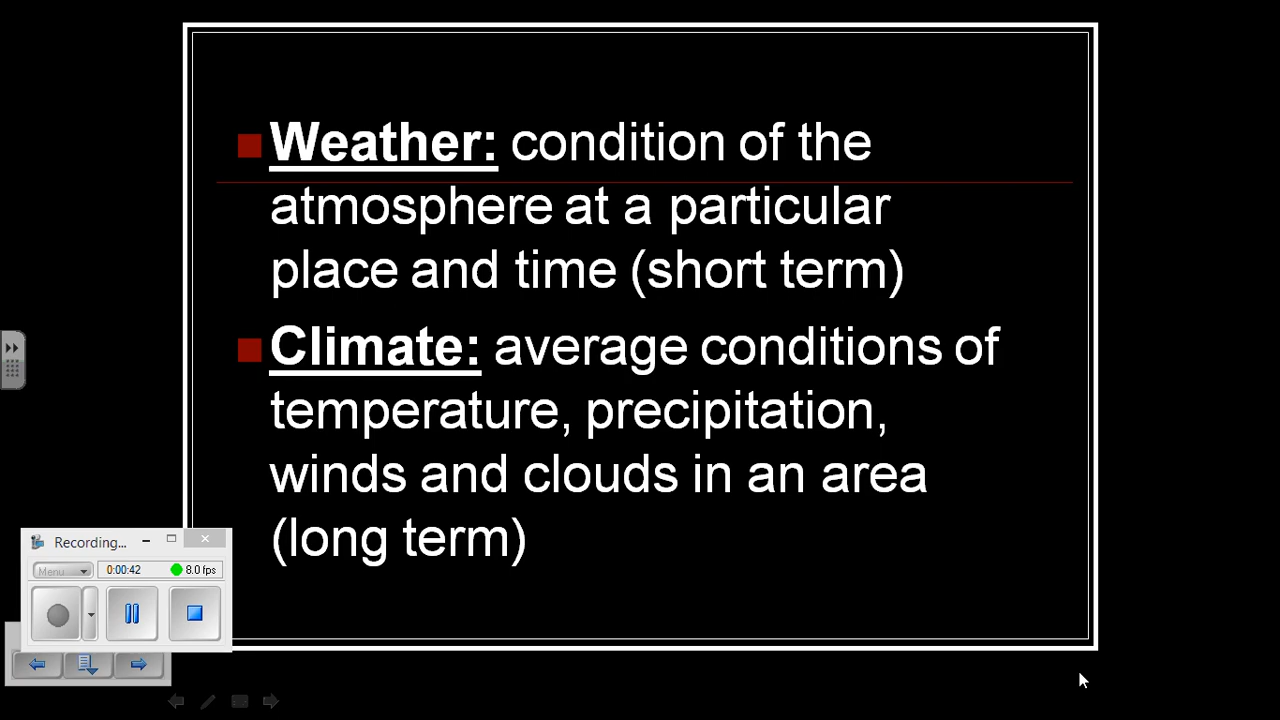 Weather: condition of the
atmosphere at a particular
place and time (short term)
Climate: average conditions of
temperature, precipitation,
winds and clouds in an area
(long term)
Recording...
Menu
0:00:42
8.0 fps